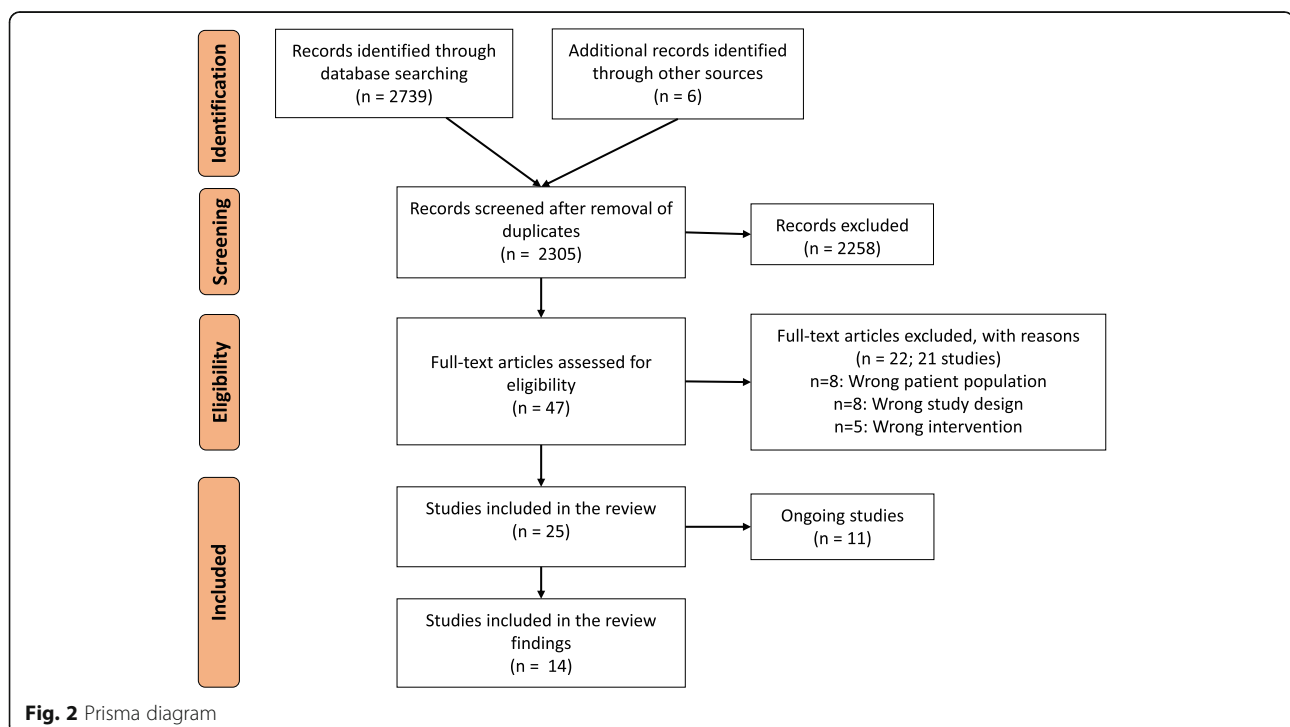 Identification
Records identified through
database searching
(n = 2739)
Additional records identified
through other sources
(n = 6)
Screening
Records screened after removal of
duplicates
(n = 2305)
Records excluded
(n = 2258)
Eligibility
Full-text articles assessed for
eligibility
(n = 47)
Full-text articles excluded, with reasons
(n = 22; 21 studies)
n=8: Wrong patient population
n=8: Wrong study design
n=5: Wrong intervention
Included
Studies included in the review
(n = 25)
Ongoing studies
(n = 11)
Studies included in the review
findings
(n = 14)
Fig. 2 Prisma diagram